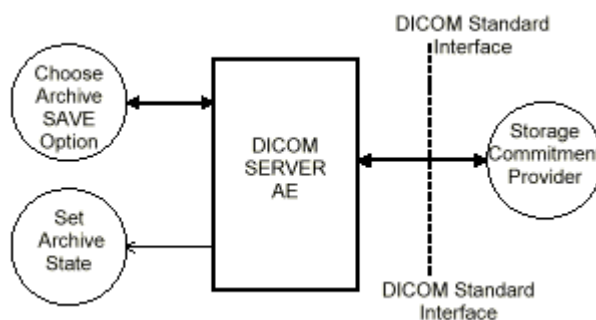 DICOM Standard
Interface
Choose
Archive
SAVE
Option
DICOM
SERVER
AE
Storage
Commitment
Provider
Set
Archive
State
DICOM Standard
Interface